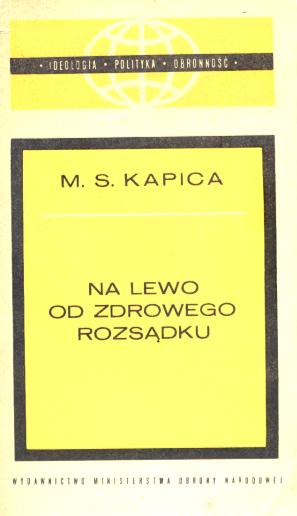 • IDEOLOGIA • POLITYKA • OBRONNOŚĆ •
M. S. KAPICA
NA LEWO
OD ZDROWEGO
ROZSĄDKU
WYDAWNICTWO MINISTERSTWA OBRONY NARODOWEJ